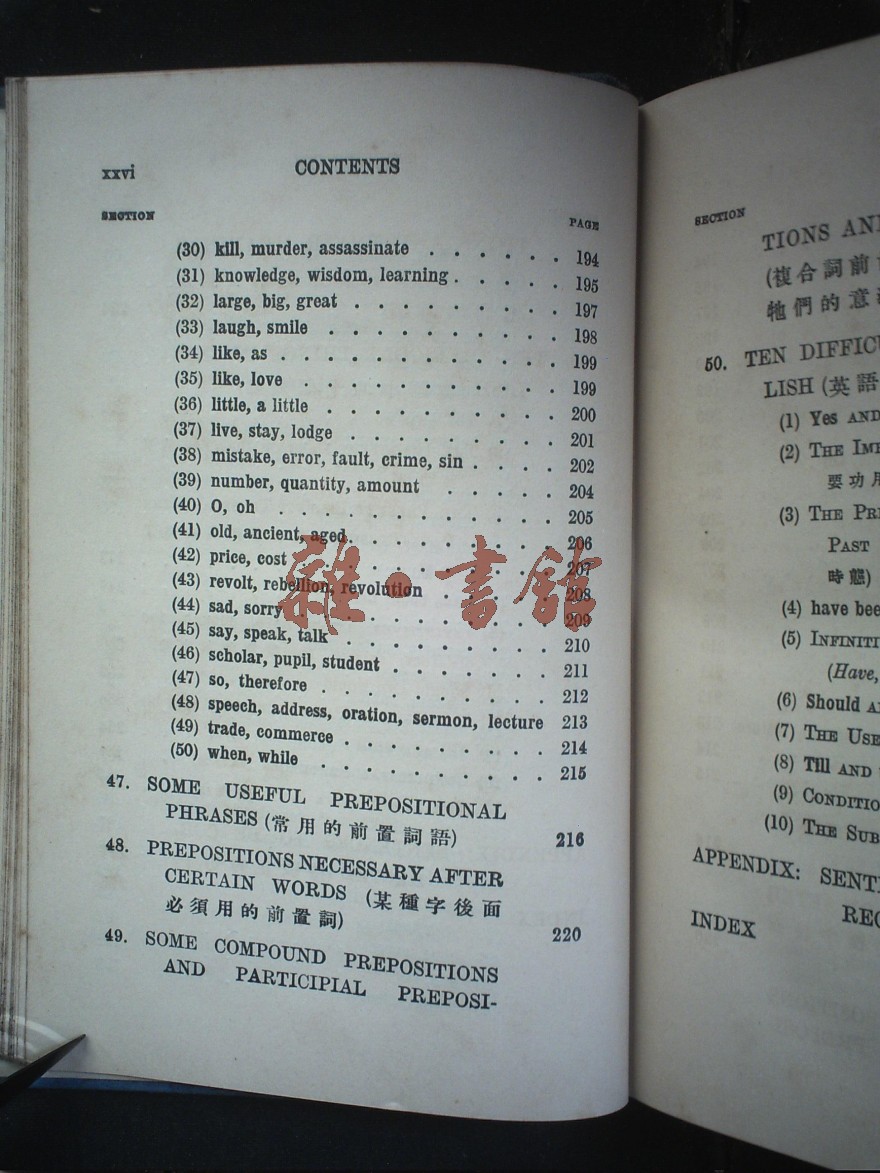 xxvi CONTENTS
SECTION PAGE
(30) kill, murder, assassinate . . . . . . 194
(31) knowledge, wisdom, learning . . . . . 195
(32) large, big, great . . . . . . . . . 197
(33) laugh, smile . . . . . . . . . . 198
(34) like, as . . . . . . . . . . . . 199
(35) like, love . . . . . . . . . . . 199
(36) little, a little . . . . . . . . . . 200
(37) live, stay, lodge . . . . . . . . . 201
(38) mistake, error, fault, crime, sin . . . . 202
(39) number, quantity, amount . . . . . 204
(40) O, oh . . . . . . . . . . . . 205
(41) old, ancient, aged . . . . . . . . . 206
(42) price, cost . . . . . . . . . . . 207
(43) revolt, rebellion, revolution . . . . . 208
(44) sad, sorry . . . . . . . . . . . 209
(45) say, speak, talk . . . . . . . . . 210
(46) scholar, pupil, student . . . . . . . 211
(47) so, therefore . . . . . . . . . . 212
(48) speech, address, oration, sermon, lecture 213
(49) trade, commerce . . . . . . . . . 214
(50) when, while . . . . . . . . . . 215
47. SOME USEFUL PREPOSITIONAL
PHRASES (常用的前置詞語) 216
48. PREPOSITIONS NECESSARY AFTER
CERTAIN WORDS (某種字後面
必須用的前置詞) 220
49. SOME COMPOUND PREPOSITIONS
AND PARTICIPIAL PREPOSI-
雜·書館
SECTION
TIONS AN
(複合詞前
牠們的意
50. TEN DIFFIC
LISH (英語
(1) Yes AND
(2) THE IM
要功用
(3) THE PR
PAST
時態)
(4) have bee
(5) INFINITI
(Have,
(6) Should A
(7) THE USE
(8) Till AND
(9) CONDITIO
(10) THE SUB
APPENDIX: SENT
REC
INDEX